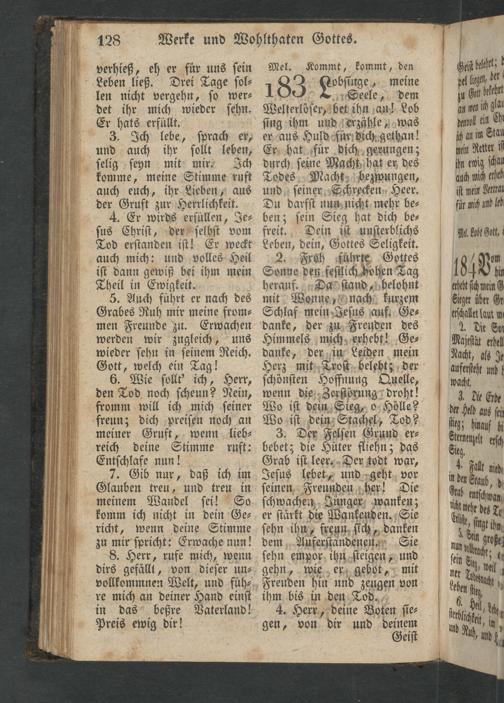 128 Werke und Wohlthaten Gottes.
verhieß, eh er für uns sein
Leben ließ. Drei Tage sol-
len nicht vergehn, so wer-
det ihr mich wieder sehn.
Er hats erfüllt.
3. Ich lebe, sprach er,
und auch ihr sollt leben,
selig seyn mit mir. Ich
komme, meine Stimme ruft
auch euch, ihr Lieben, aus
der Gruft zur Herrlichkeit.
4. Er wirds erfüllen, Je-
sus Christ, der selbst vom
Tod erstanden ist! Er weckt
auch mich: und volles Heil
ist dann gewiß bei ihm mein
Theil in Ewigkeit.
5. Auch führt er nach des
Grabes Ruh mir meine from-
men Freunde zu. Erwachen
werden wir zugleich, uns
wieder sehn in seinem Reich.
Gott, welch ein Tag!
6. Wie sollt' ich, Herr,
den Tod noch scheun? Nein,
fromm will ich mich seiner
freun; dich preisen noch an
meiner Gruft, wenn lieb-
reich deine Stimme ruft:
Entschlafe nun!
7. Gib nur, daß ich im
Glauben treu, und treu in
meinem Wandel sei! So
komm ich nicht in dein Ge-
richt, wenn deine Stimme
zu mir spricht: Erwache nun!
8. Herr, rufe mich, wenn
dirs gefällt, von dieser un-
vollkommnen Welt, und füh-
re mich an deiner Hand einst
in das beßre Vaterland!
Preis ewig dir!
Mel. Kommt, kommt, den
183 Lobsinge, meine
Seele, dem
Welterlöser, bet ihn an! Lob
sing ihm und erzähle, was
er aus Huld für dich gethan!
Er hat für dich gerungen;
durch seine Macht hat er des
Todes Macht bezwungen,
und seiner Schrecken Heer.
Du darfst nun nicht mehr be-
ben; sein Sieg hat dich be-
freit. Dein ist unsterblichs
Leben, dein, Gottes Seligkeit.
2. Froh führte Gottes
Sonne den festlich hohen Tag
herauf. Da stand, belohnt
mit Wonne, nach kurzem
Schlaf mein Jesus auf. Ge-
danke, der zu Freuden des
Himmels mich erhebt! Ge-
danke, der in Leiden mein
Herz mit Trost belebt; der
schönsten Hoffnung Quelle,
wenn die Zerstörung droht!
Wo ist dein Sieg, o Hölle?
Wo ist dein Stachel, Tod?
3. Der Felsen Grund er-
bebet; die Hüter fliehn; das
Grab ist leer. Der todt war,
Jesus lebet, und geht vor
seinen Freunden her! Die
schwachen Jünger wanken;
er stärkt die Wankenden. Sie
sehn ihn, freun sich, danken
dem Auferstandenen. Sie
sehn empor ihn steigen, und
gehn, wie er gebot, mit
Freuden hin und zeugen von
ihm bis in den Tod.
4. Herr, deine Boten sie-
gen, von dir und deinem
Geist